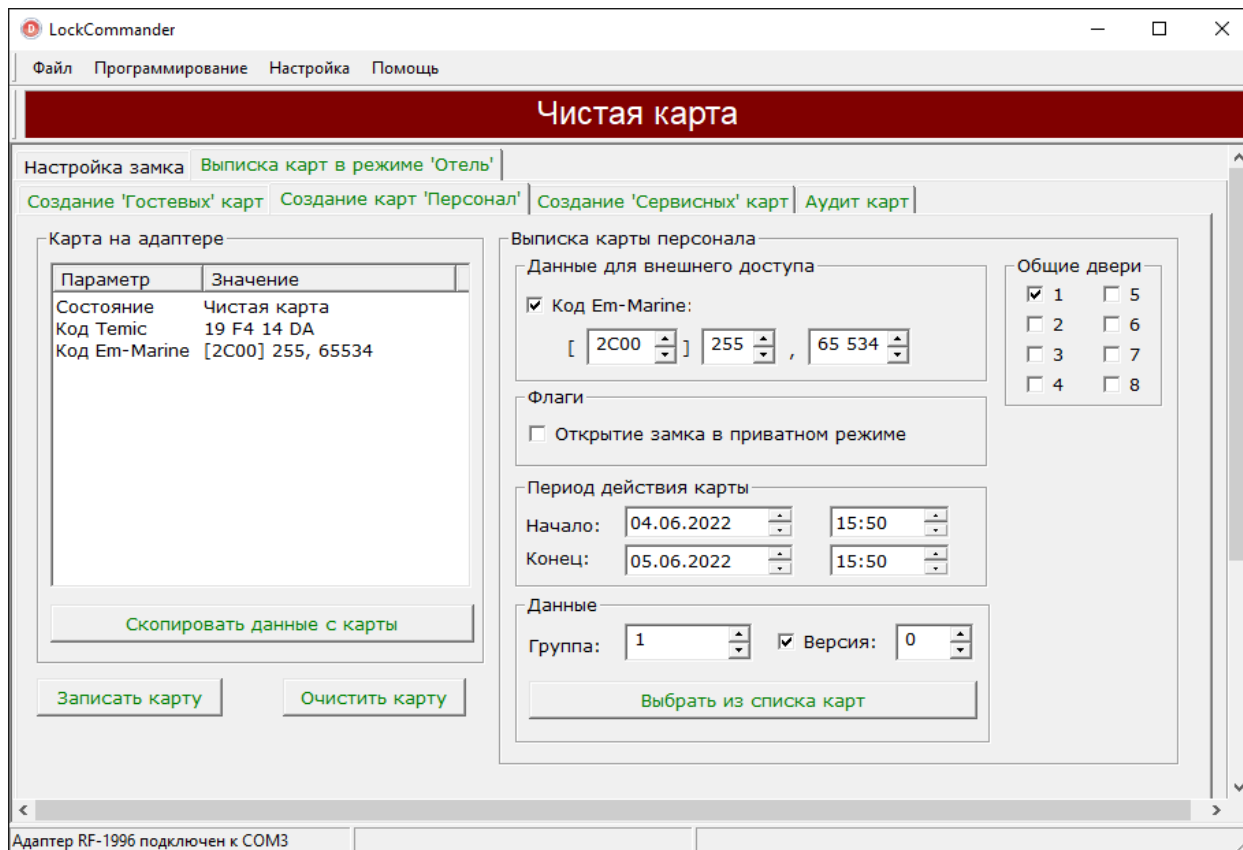 LockCommander
Файл Программирование Настройка Помощь
Чистая карта
Настройка замка Выписка карт в режиме 'Отель'
Создание 'Гостевых' карт Создание карт 'Персонал' Создание 'Сервисных' карт Аудит карт
Карта на адаптере
Параметр Значение
Состояние Чистая карта
Код Temic 19 F4 14 DA
Код Em-Marine [2C00] 255, 65534
Скопировать данные с карты
Записать карту Очистить карту
Выписка карты персонала
Данные для внешнего доступа
Код Em-Marine:
[ 2C00 ] 255 , 65 534
Флаги
Открытие замка в приватном режиме
Период действия карты
Начало: 04.06.2022 15:50
Конец: 05.06.2022 15:50
Данные
Группа: 1 Версия: 0
Выбрать из списка карт
Общие двери
1 5
2 6
3 7
4 8
Адаптер RF-1996 подключен к COM3